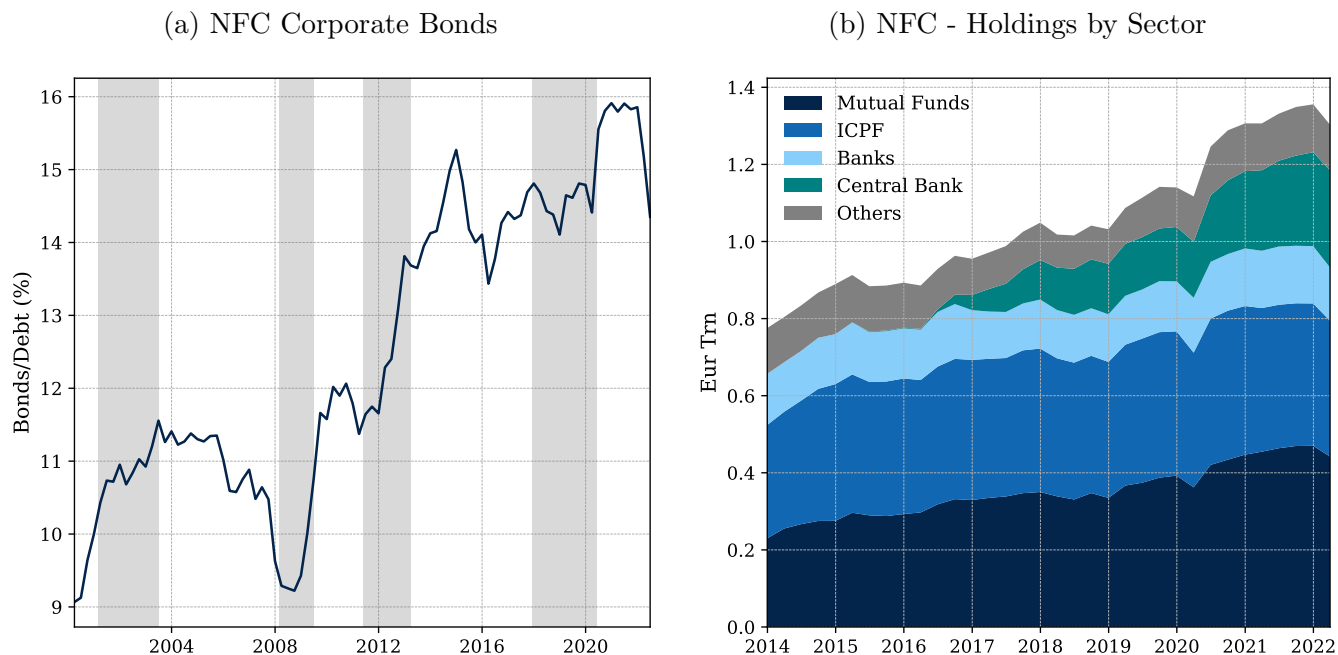 (a) NFC Corporate Bonds
Bonds/Debt (%)
16
15
14
13
12
11
10
9
2004 2008 2012 2016 2020
(b) NFC - Holdings by Sector
Eur Trn
1.4
1.2
1.0
0.8
0.6
0.4
0.2
0.0
Mutual Funds
ICPF
Banks
Central Bank
Others
2014 2015 2016 2017 2018 2019 2020 2021 2022